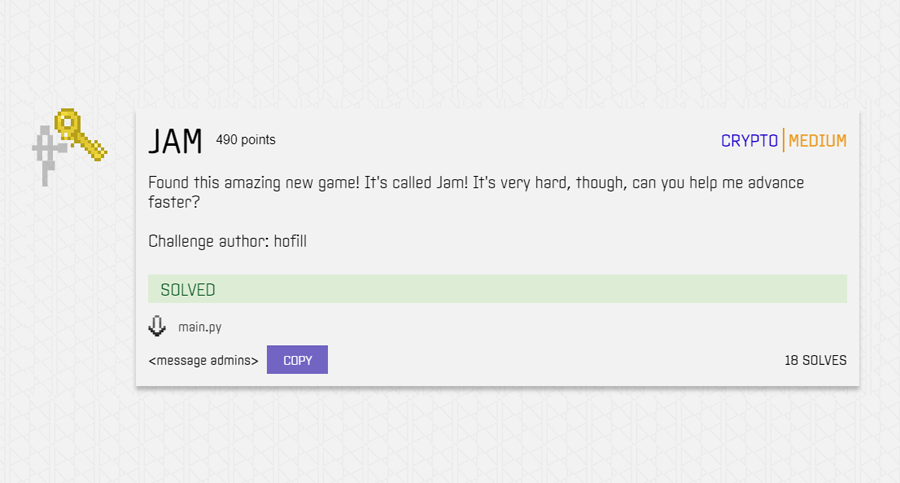 JAM 490 points CRYPTO | MEDIUM
Found this amazing new game! It's called Jam! It's very hard, though, can you help me advance
faster?
Challenge author: hofill
SOLVED
main.py
<message admins> COPY 18 SOLVES